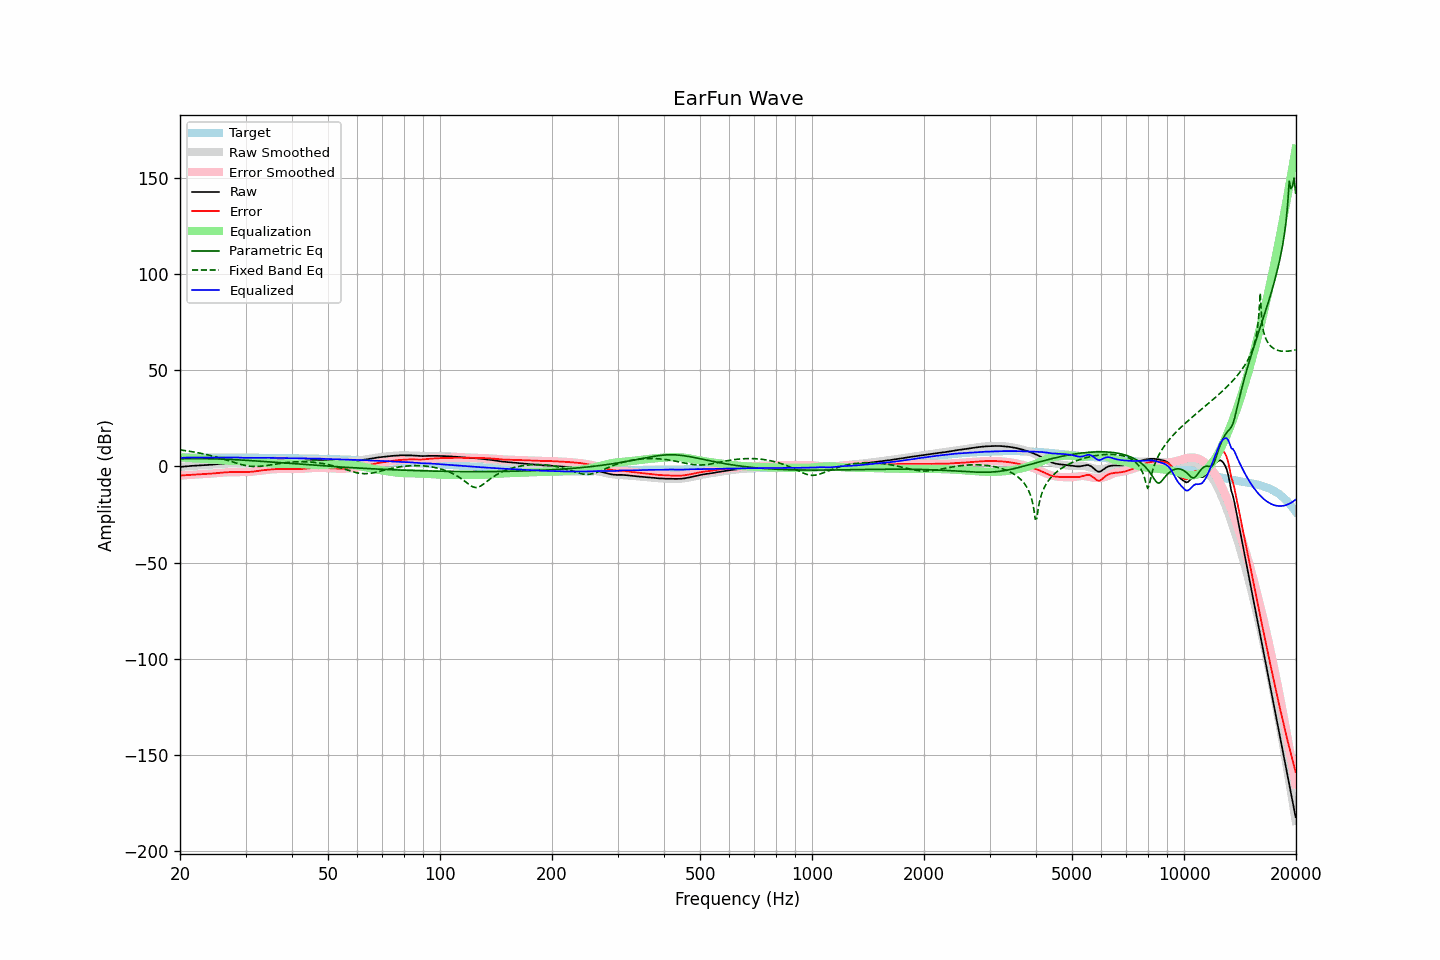 EarFun Wave
Target
Raw Smoothed
Error Smoothed
Raw
Error
Equalization
Parametric Eq
Fixed Band Eq
Equalized
150
100
50
0
−50
−100
−150
−200
Amplitude (dBr)
20 50 100 200 500 1000 2000 5000 10000 20000
Frequency (Hz)